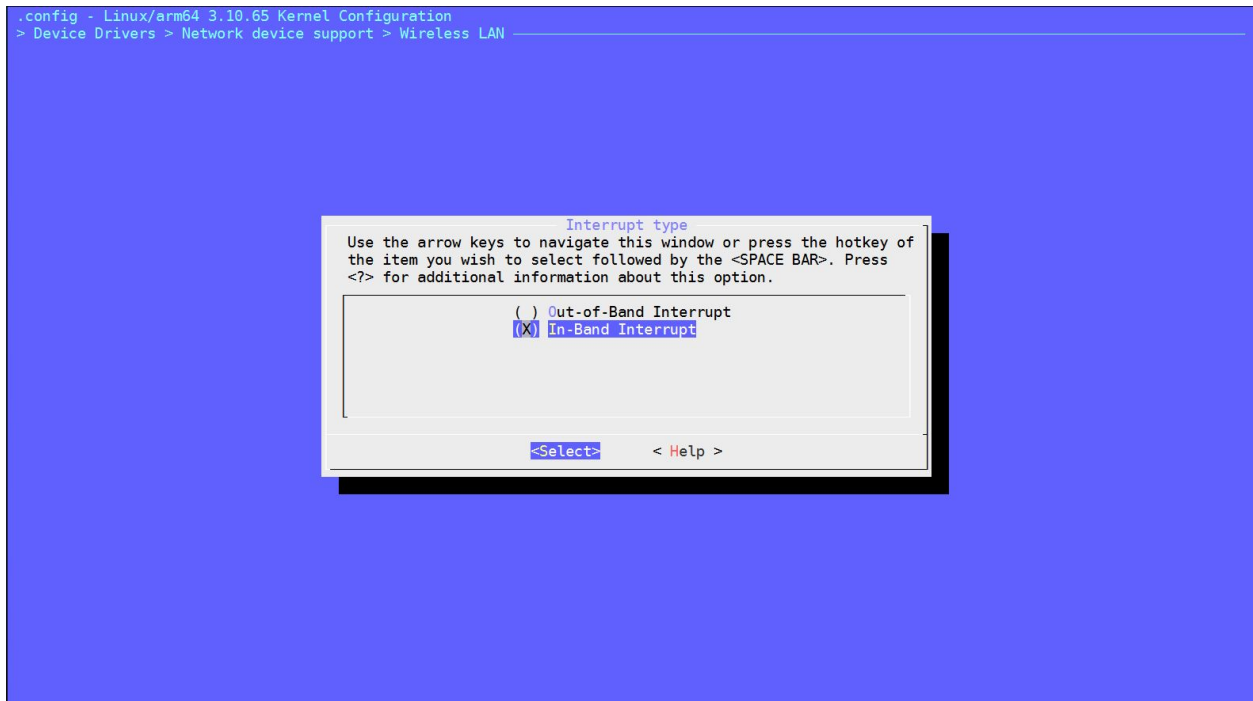 .config - Linux/arm64 3.10.65 Kernel Configuration
> Device Drivers > Network device support > Wireless LAN
Interrupt type
Use the arrow keys to navigate this window or press the hotkey of
the item you wish to select followed by the <SPACE BAR>. Press
<?> for additional information about this option.
( ) Out-of-Band Interrupt
(X) In-Band Interrupt
<Select> < Help >